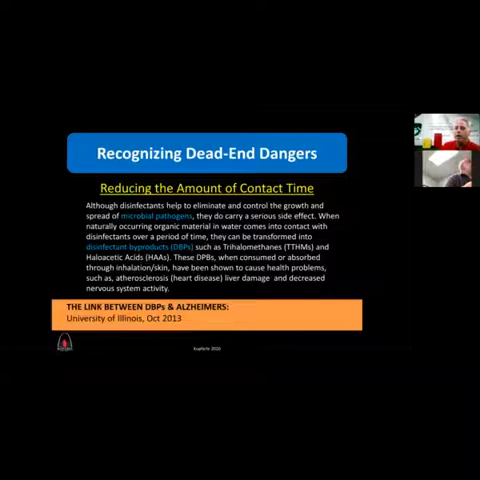 Recognizing Dead-End Dangers
Reducing the Amount of Contact Time
Although disinfectants help to eliminate and control the growth and
spread of microbial pathogens, they do carry a serious side effect. When
naturally occurring organic material in water comes into contact with
disinfectants over a period of time, they can be transformed into
disinfectant byproducts (DBPs) such as Trihalomethanes (TTHMs) and
Haloacetic Acids (HAAs). These DPBs, when consumed or absorbed
through inhalation/skin, have been shown to cause health problems,
such as, atherosclerosis (heart disease) liver damage and decreased
nervous system activity.
THE LINK BETWEEN DBPs & ALZHEIMERS:
University of Illinois, Oct 2013